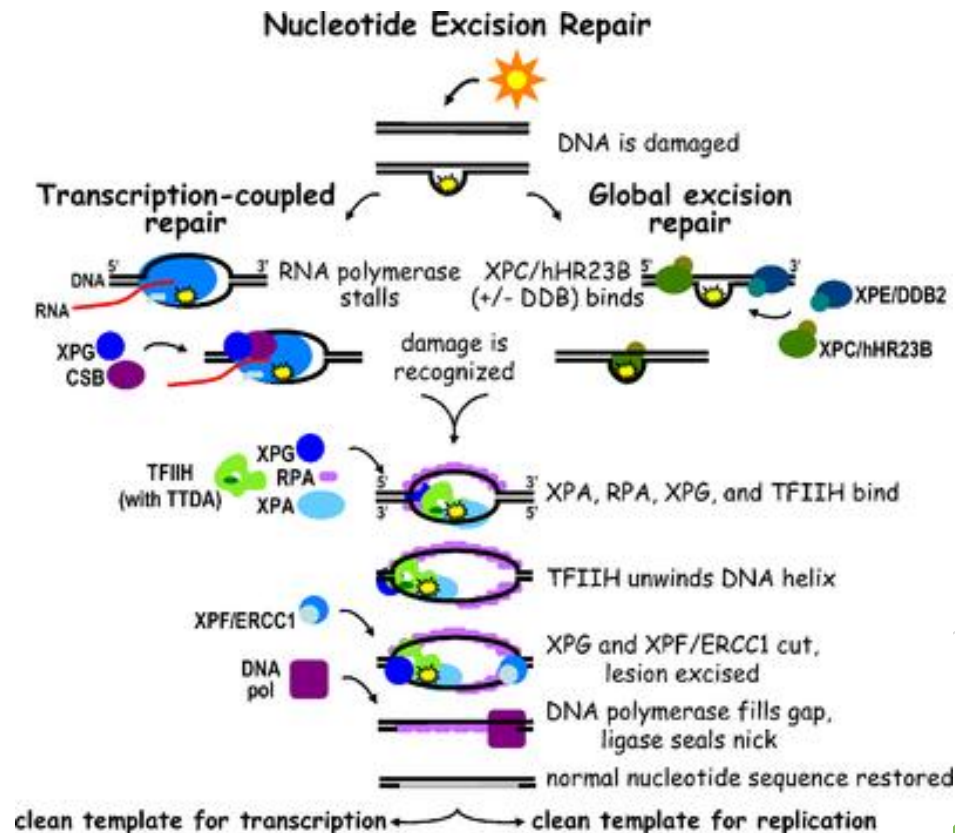 Nucleotide Excision Repair
DNA is damaged
Transcription-coupled
repair
Global excision
repair
5'
3'
DNA
RNA
RNA polymerase
stalls
XPC/hHR23B
(+/- DDB) binds
5'
3'
XPE/DDB2
XPC/hHR23B
XPG
CSB
damage is
recognized
TFIIH
(with TTDA)
XPG
RPA
XPA
5'
3'
3'
5'
XPA, RPA, XPG, and TFIIH bind
TFIIH unwinds DNA helix
XPF/ERCC1
XPG and XPF/ERCC1 cut,
lesion excised
DNA
pol
DNA polymerase fills gap,
ligase seals nick
normal nucleotide sequence restored
clean template for transcription
clean template for replication